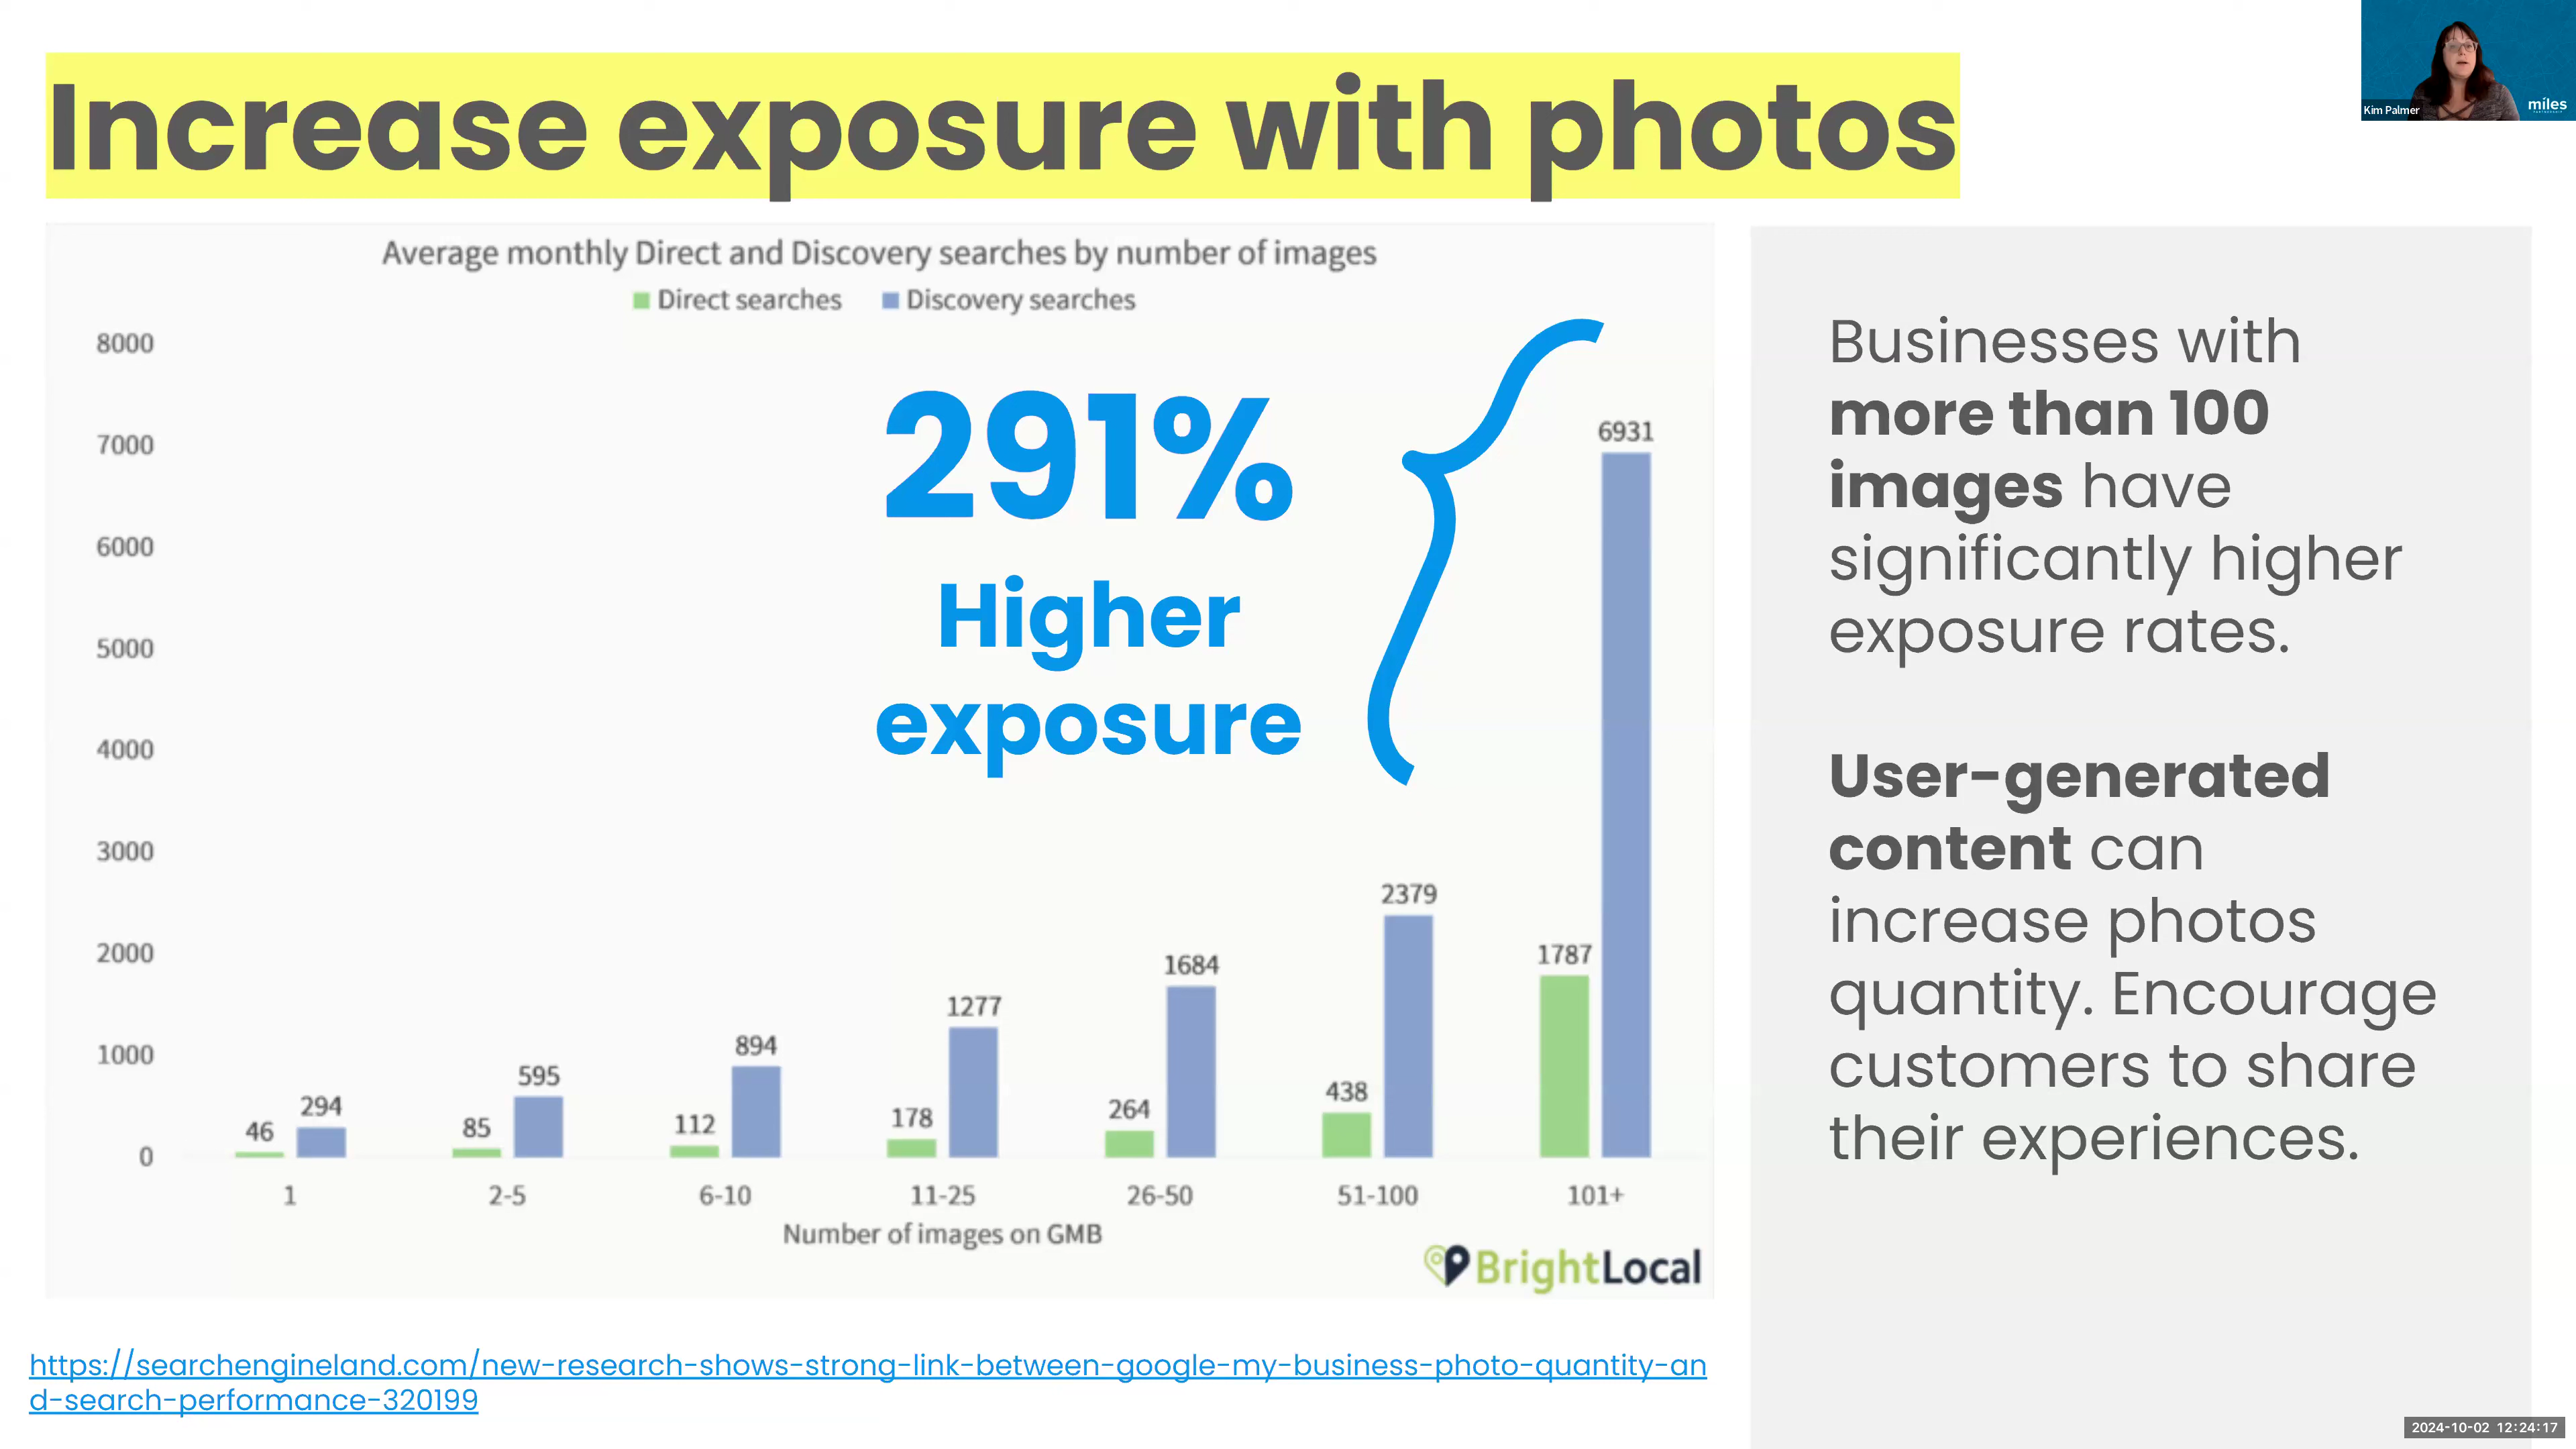 Increase exposure with photos
Kim Palmer
miles
Average monthly Direct and Discovery searches by number of images
Direct searches
Discovery searches
8000
7000
6000
5000
4000
3000
2000
1000
0
291%
Higher
exposure
46
294
85
595
112
894
178
1277
264
1684
438
2379
1787
6931
1
2-5
6-10
11-25
26-50
51-100
101+
Number of images on GMB
BrightLocal
Businesses with
more than 100
images have
significantly higher
exposure rates.
User-generated
content can
increase photos
quantity. Encourage
customers to share
their experiences.
https://searchengineland.com/new-research-shows-strong-link-between-google-my-business-photo-quantity-an
d-search-performance-320199
2024-10-02 12:24:17